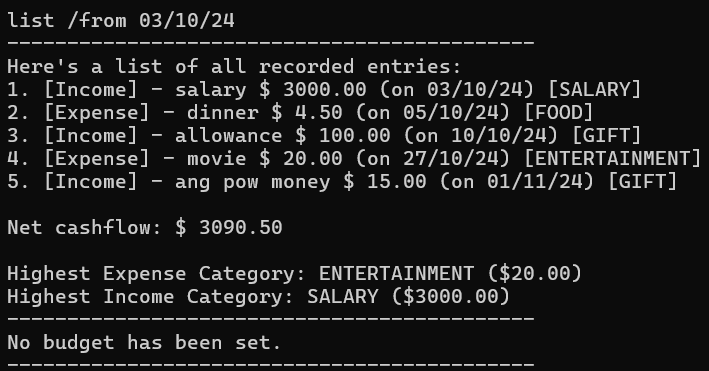 list /from 03/10/24
--------------------------------------------
Here's a list of all recorded entries:
1. [Income] - salary $ 3000.00 (on 03/10/24) [SALARY]
2. [Expense] - dinner $ 4.50 (on 05/10/24) [FOOD]
3. [Income] - allowance $ 100.00 (on 10/10/24) [GIFT]
4. [Expense] - movie $ 20.00 (on 27/10/24) [ENTERTAINMENT]
5. [Income] - ang pow money $ 15.00 (on 01/11/24) [GIFT]

Net cashflow: $ 3090.50

Highest Expense Category: ENTERTAINMENT ($20.00)
Highest Income Category: SALARY ($3000.00)
--------------------------------------------
No budget has been set.
--------------------------------------------